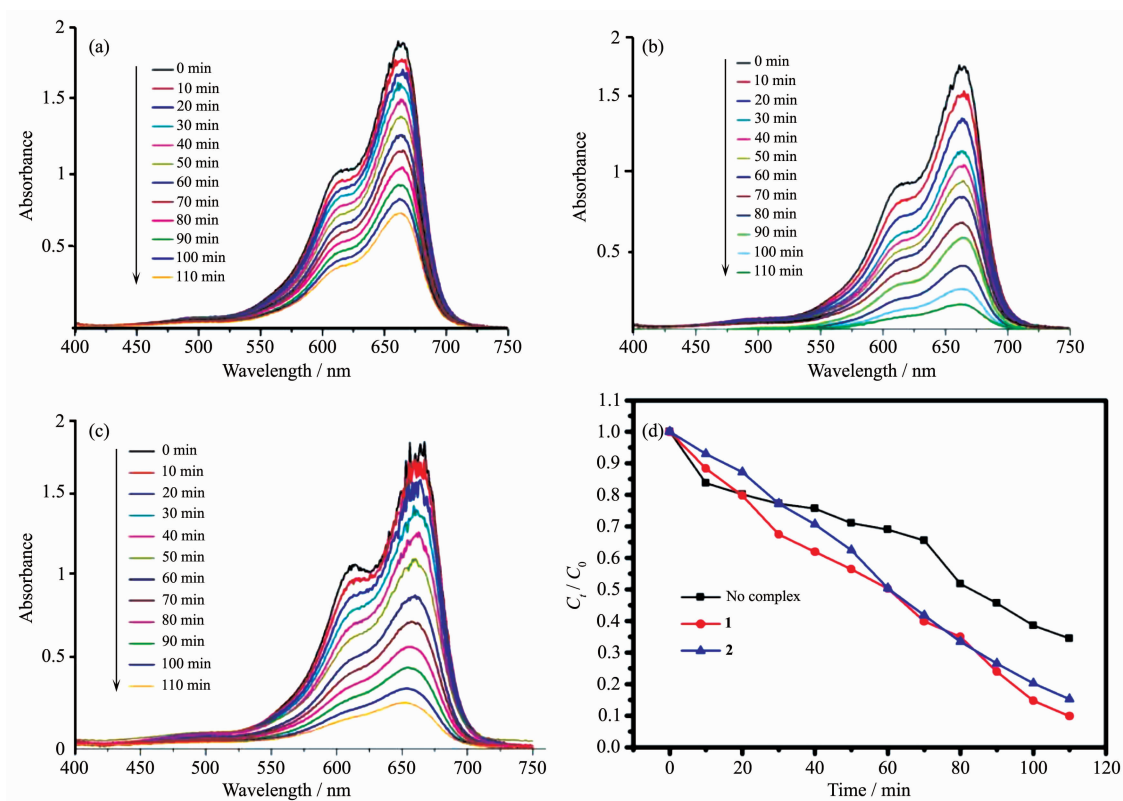 (a)
2
1.5
1
0.5
Absorbance
0 min
10 min
20 min
30 min
40 min
50 min
60 min
70 min
80 min
90 min
100 min
110 min
400 450 500 550 600 650 700 750
Wavelength / nm
(b)
2
1.5
1
0.5
Absorbance
0 min
10 min
20 min
30 min
40 min
50 min
60 min
70 min
80 min
90 min
100 min
110 min
400 450 500 550 600 650 700 750
Wavelength / nm
(c)
2
1.5
1
0.5
0
Absorbance
0 min
10 min
20 min
30 min
40 min
50 min
60 min
70 min
80 min
90 min
100 min
110 min
400 450 500 550 600 650 700 750
Wavelength / nm
(d)
1.1
1.0
0.9
0.8
0.7
0.6
0.5
0.4
0.3
0.2
0.1
0.0
Ct / C0
No complex
1
2
0 20 40 60 80 100 120
Time / min